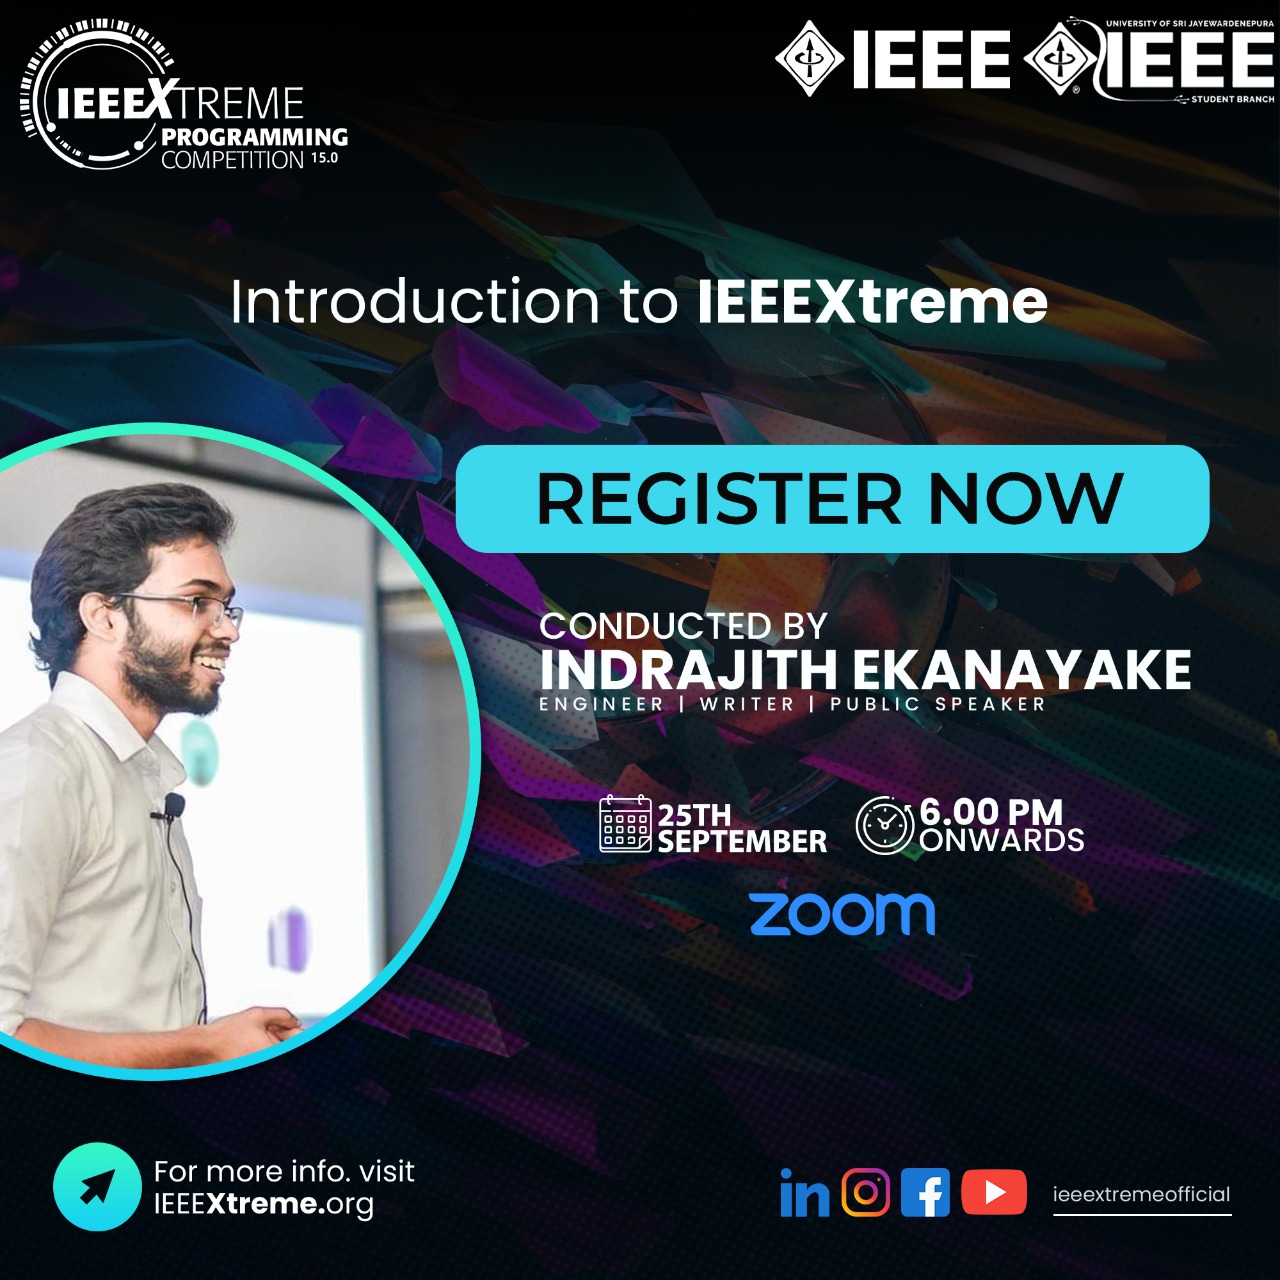 IEEEXTREME
PROGRAMMING
COMPETITION 15.0
IEEE
UNIVERSITY OF SRI JAYEWARDENEPURA
IEEE
®
STUDENT BRANCH
Introduction to IEEEXtreme
REGISTER NOW
CONDUCTED BY
INDRAJITH EKANAYAKE
ENGINEER | WRITER | PUBLIC SPEAKER
25TH
SEPTEMBER
6.00 PM
ONWARDS
zoom
For more info. visit
IEEEXtreme.org
in
ieeextremeofficial